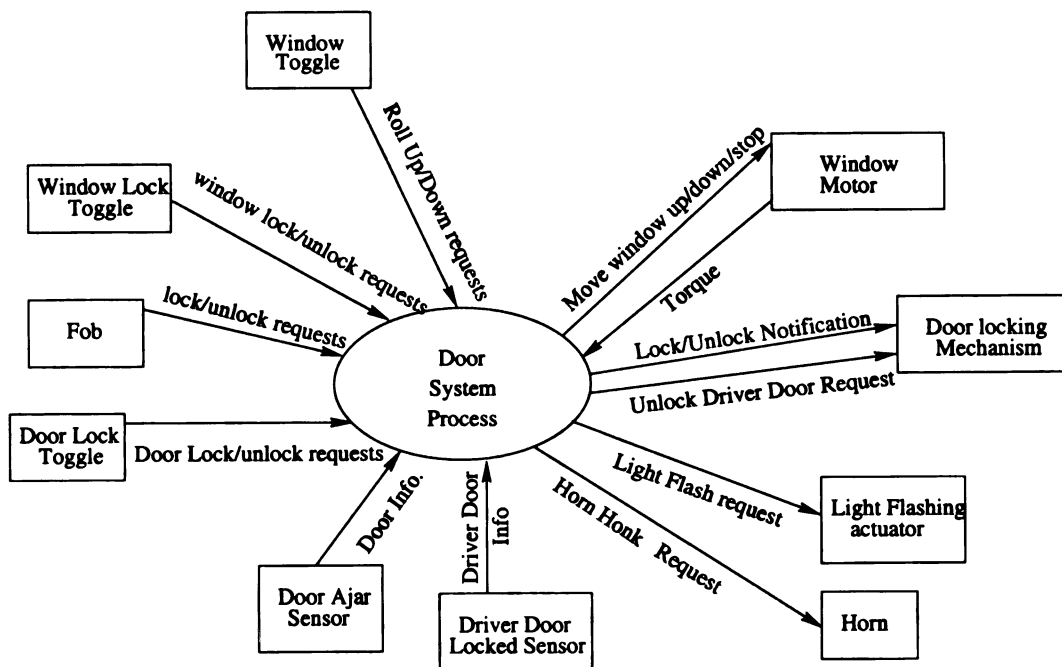 Window
Toggle
Roll Up/Down requests
Window Lock
Toggle
window lock/unlock requests
Move window up/down/stop
Window
Motor
Torque
Fob
lock/unlock requests
Door
System
Process
Lock/Unlock Notification
Unlock Driver Door Request
Door locking
Mechanism
Door Lock
Toggle
Door Lock/unlock requests
Door Info.
Driver Door
Info
Light Flash request
Horn Honk Request
Light Flashing
actuator
Door Ajar
Sensor
Driver Door
Locked Sensor
Horn